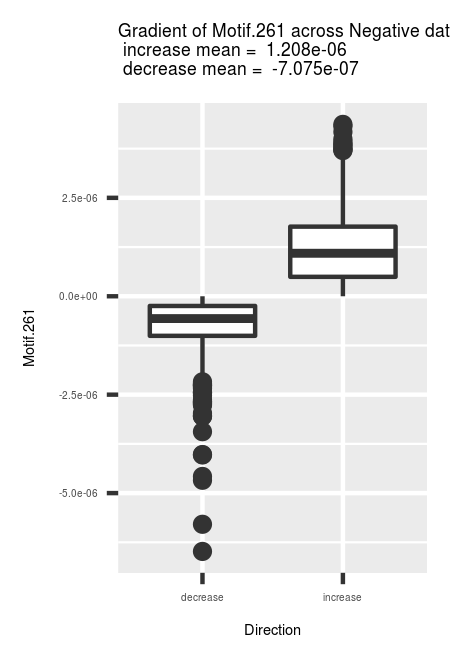 Gradient of Motif.261 across Negative dat
increase mean =  1.208e-06
decrease mean =  -7.075e-07
2.5e-06
0.0e+00
-2.5e-06
-5.0e-06
Motif.261
decrease
increase
Direction